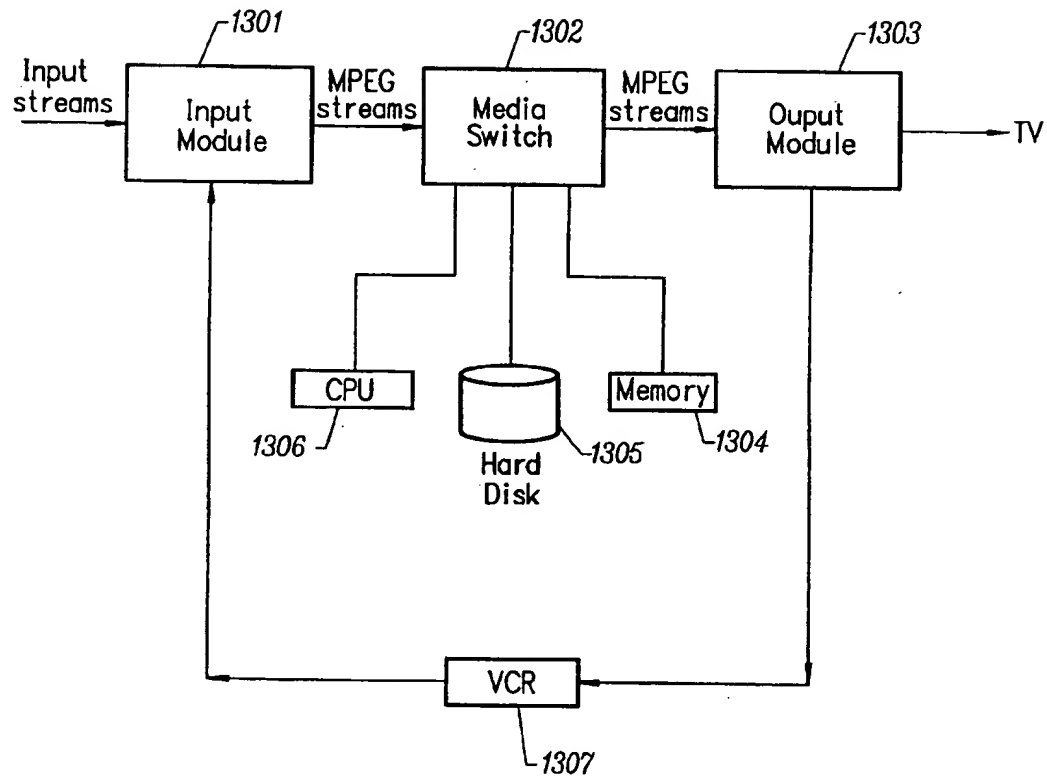 1301
1302
1303
Input
streams
Input
Module
MPEG
streams
Media
Switch
MPEG
streams
Ouput
Module
TV
CPU
1306
Hard
Disk
1305
Memory
1304
VCR
1307